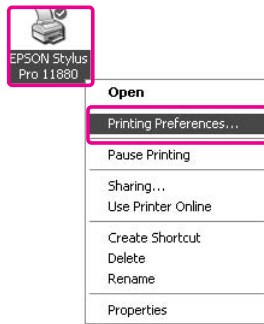 EPSON Stylus
Pro 11880
Open
Printing Preferences...
Pause Printing
Sharing...
Use Printer Online
Create Shortcut
Delete
Rename
Properties